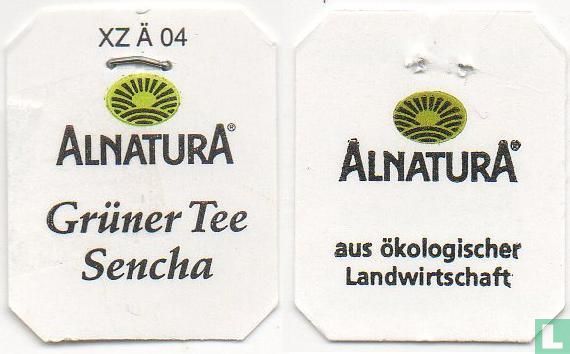 XZ Ä 04
ALNATURA®
Grüner Tee
Sencha
ALNATURA®
aus ökologischer
Landwirtschaft
L